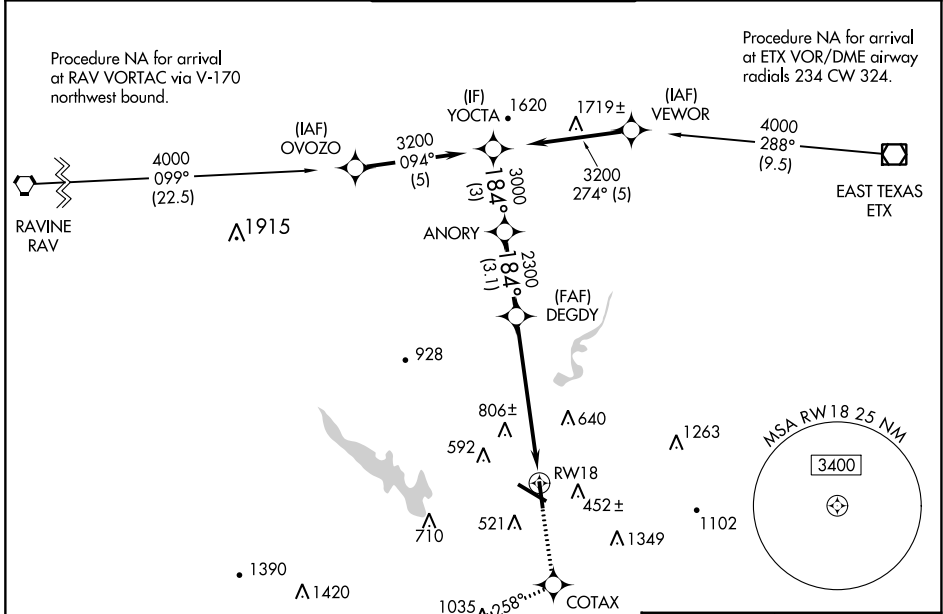 Procedure NA for arrival
at RAV VORTAC via V-170
northwest bound.
Procedure NA for arrival
at ETX VOR/DME airway
radials 234 CW 324.
(IF)
YOCTA
1620
1719±
(IAF)
VEWOR
(IAF)
OVOZO
3200
094°
(5)
4000
288°
(9.5)
4000
099°
(22.5)
3200
274° (5)
EAST TEXAS
ETX
RAVINE
RAV
3000
184°
(3)
1915
ANORY
2300
184°
(3.1)
(FAF)
DEGDY
928
806±
640
592
1263
MSA RW18 25 NM
3400
RW18
452±
521
710
1102
1349
1390
1420
1035
258°
COTAX